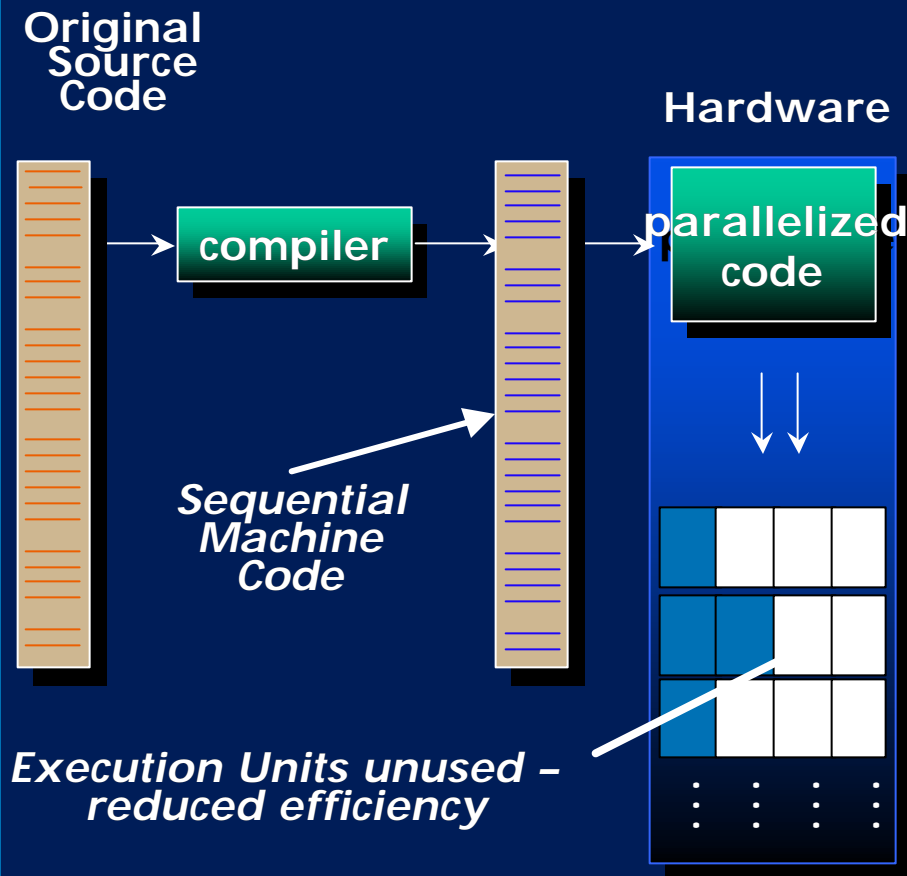 Original
Source
Code
Hardware
compiler
parallelized
code
Sequential
Machine
Code
Execution Units unused –
reduced efficiency